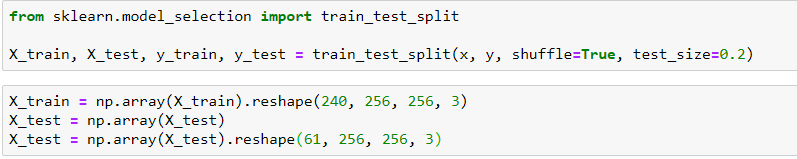 from sklearn.model_selection import train_test_split
X_train, X_test, y_train, y_test = train_test_split(x, y, shuffle=True, test_size=0.2)
X_train = np.array(X_train).reshape(240, 256, 256, 3)
X_test = np.array(X_test)
X_test = np.array(X_test).reshape(61, 256, 256, 3)